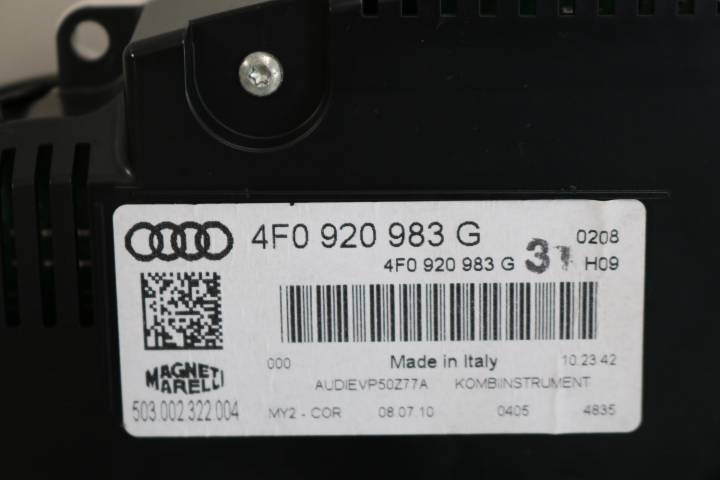 4F0 920 983 G 0208
4F0 920 983 G 31 H09
000 Made in Italy 10.23.42
MAGNETI
MARELLI
AUDIEVP50Z77A KOMBIINSTRUMENT
503.002.322.004
MY2 - COR 08.07.10 0405 4835